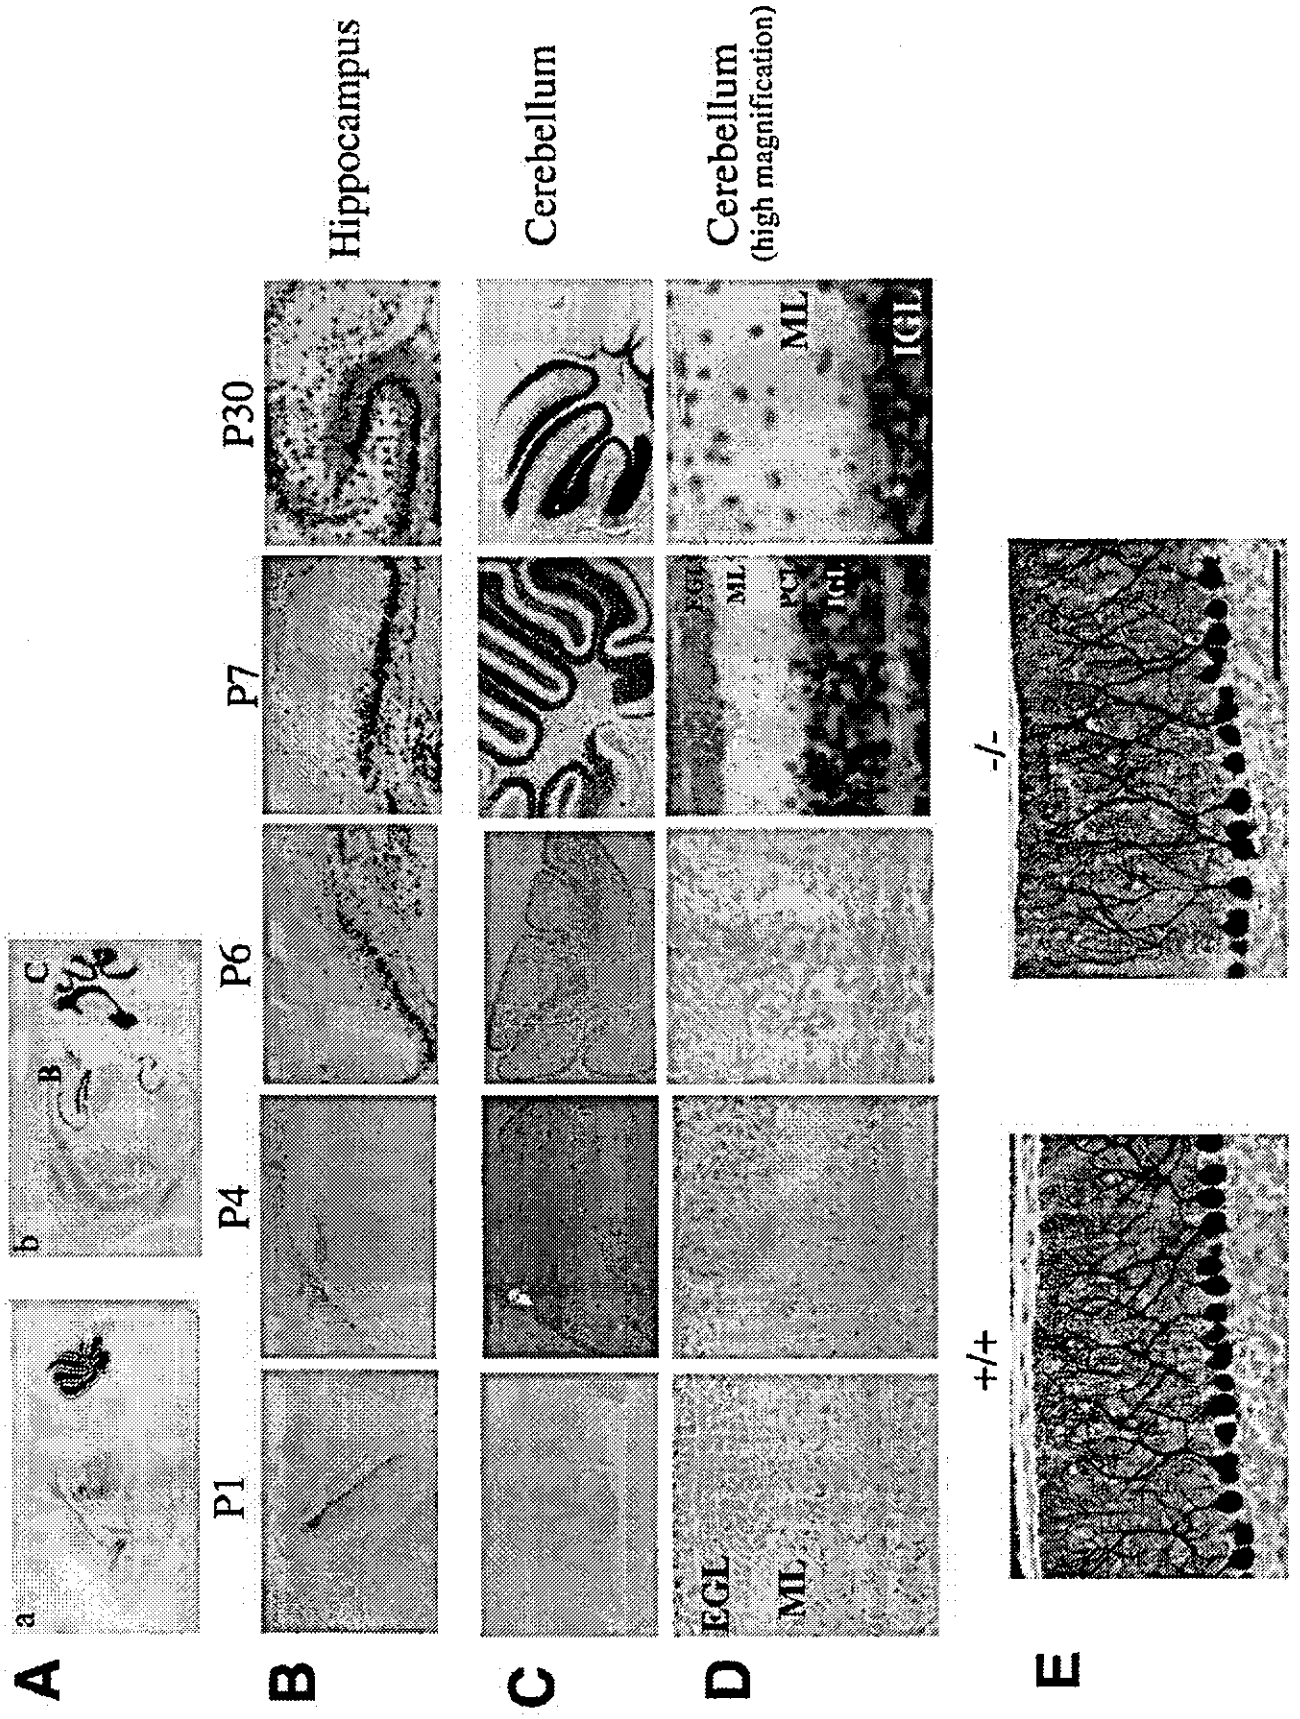 A
a
b
B
C
P1
P4
P6
P7
P30
B
Hippocampus
C
Cerebellum
D
EGL
ML
EGL
ML
PCL
IGL
ML
IGL
Cerebellum
(high magnification)
E
+/+
-/-